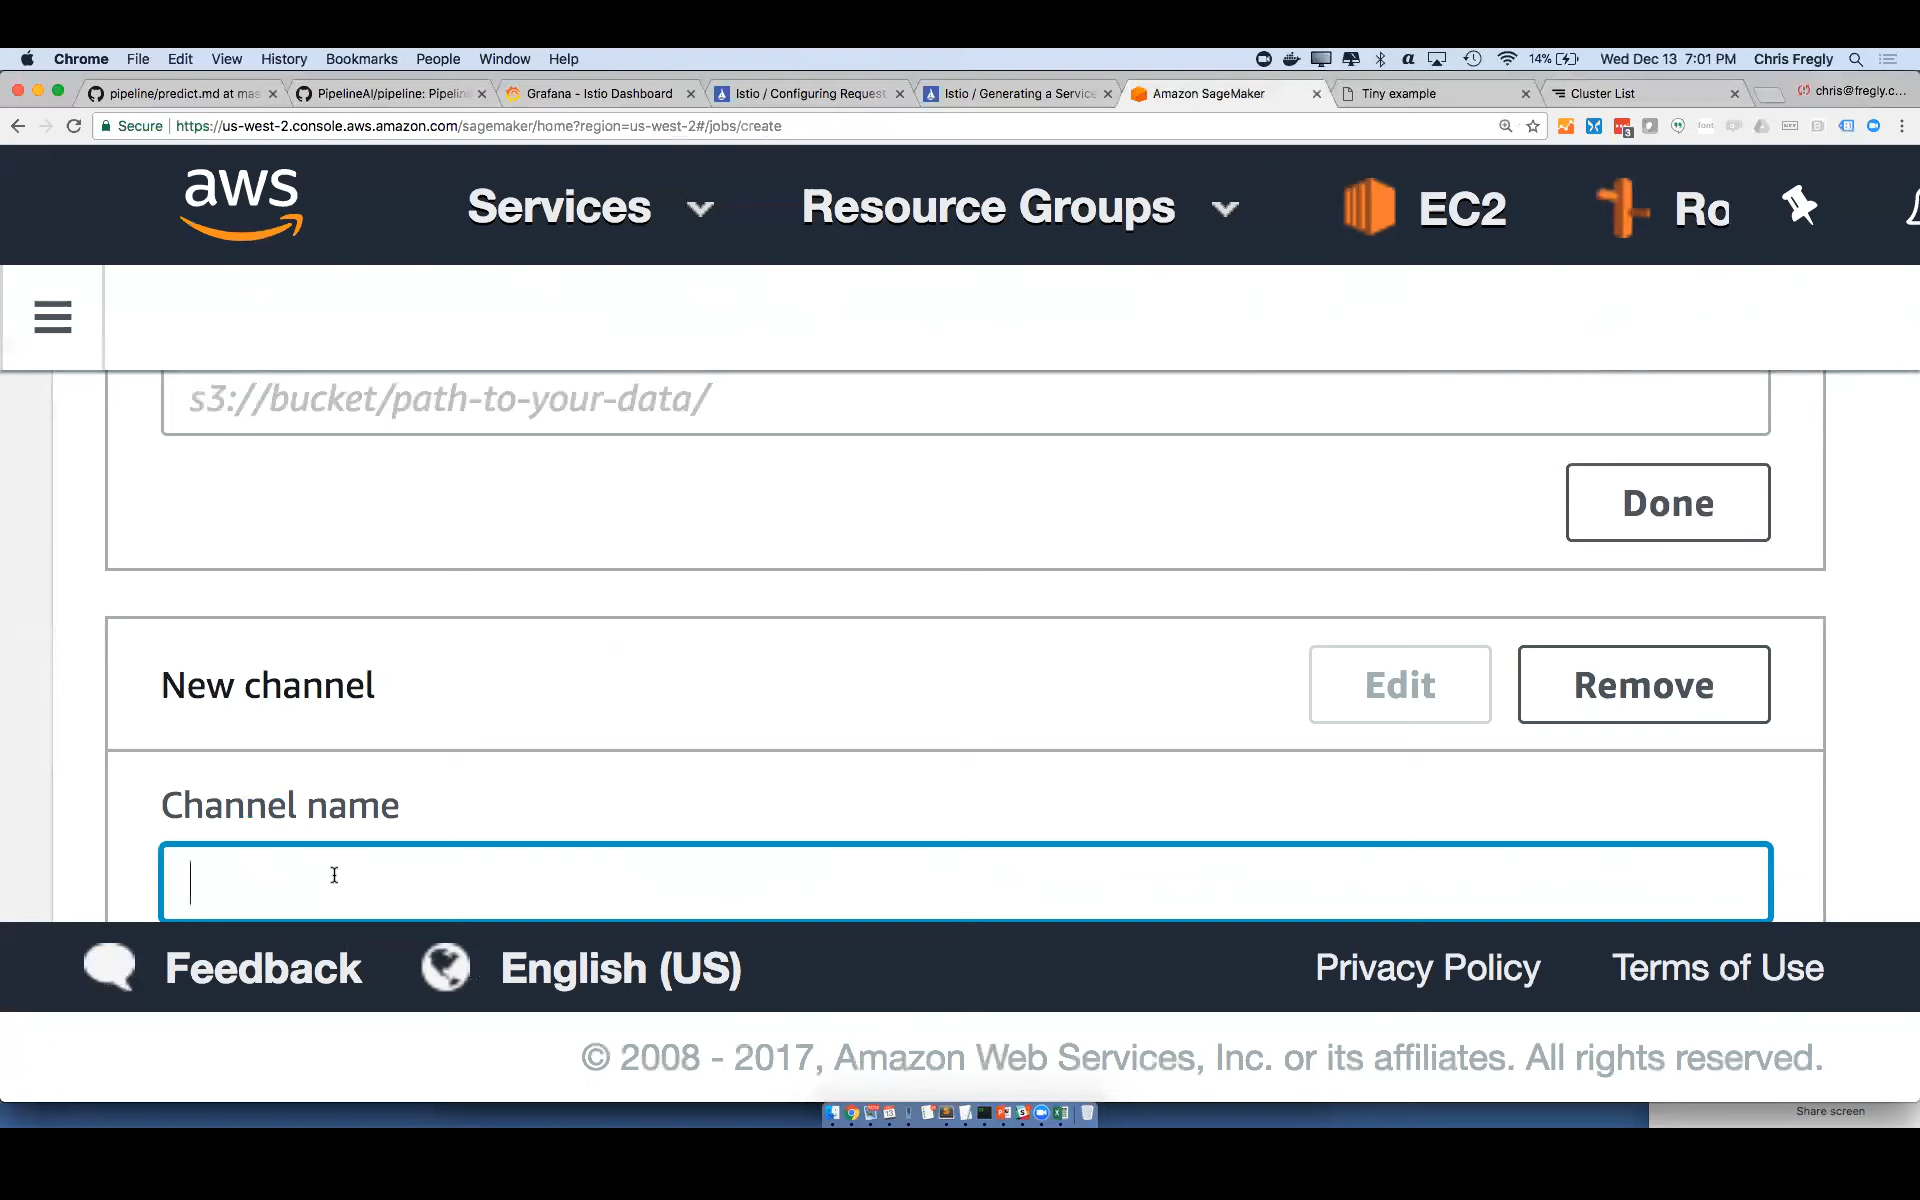 Chrome File Edit View History Bookmarks People Window Help 14% Wed Dec 13 7:01 PM Chris Fregly
pipeline/predict.md at mas PipelineAI/pipeline: Pipelin Grafana - Istio Dashboard Istio / Configuring Request Istio / Generating a Service Amazon SageMaker Tiny example Cluster List chris@fregly.c...
Secure https://us-west-2.console.aws.amazon.com/sagemaker/home?region=us-west-2#/jobs/create
aws Services Resource Groups EC2 Ro
s3://bucket/path-to-your-data/
Done
New channel Edit Remove
Channel name
Feedback English (US) Privacy Policy Terms of Use
© 2008 - 2017, Amazon Web Services, Inc. or its affiliates. All rights reserved.
Share screen